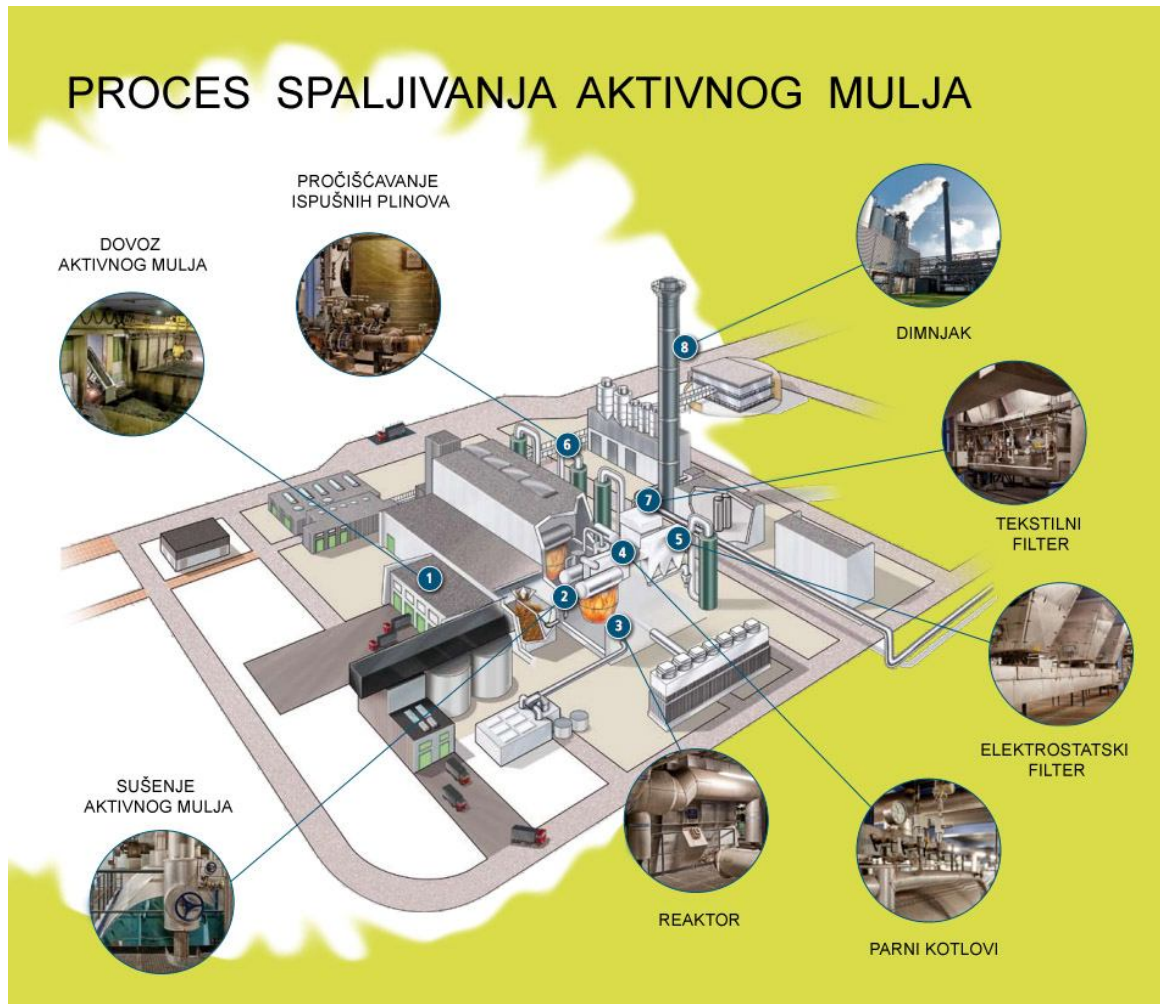 PROCES SPALJIVANJA AKTIVNOG MULJA
PROČIŠĆAVANJE
ISPUŠNIH PLINOVA
DOVOZ
AKTIVNOG MULJA
DIMNJAK
8
TEKSTILNI
FILTER
6
7
5
4
1
2
3
ELEKTROSTATSKI
FILTER
SUŠENJE
AKTIVNOG MULJA
REAKTOR
PARNI KOTLOVI